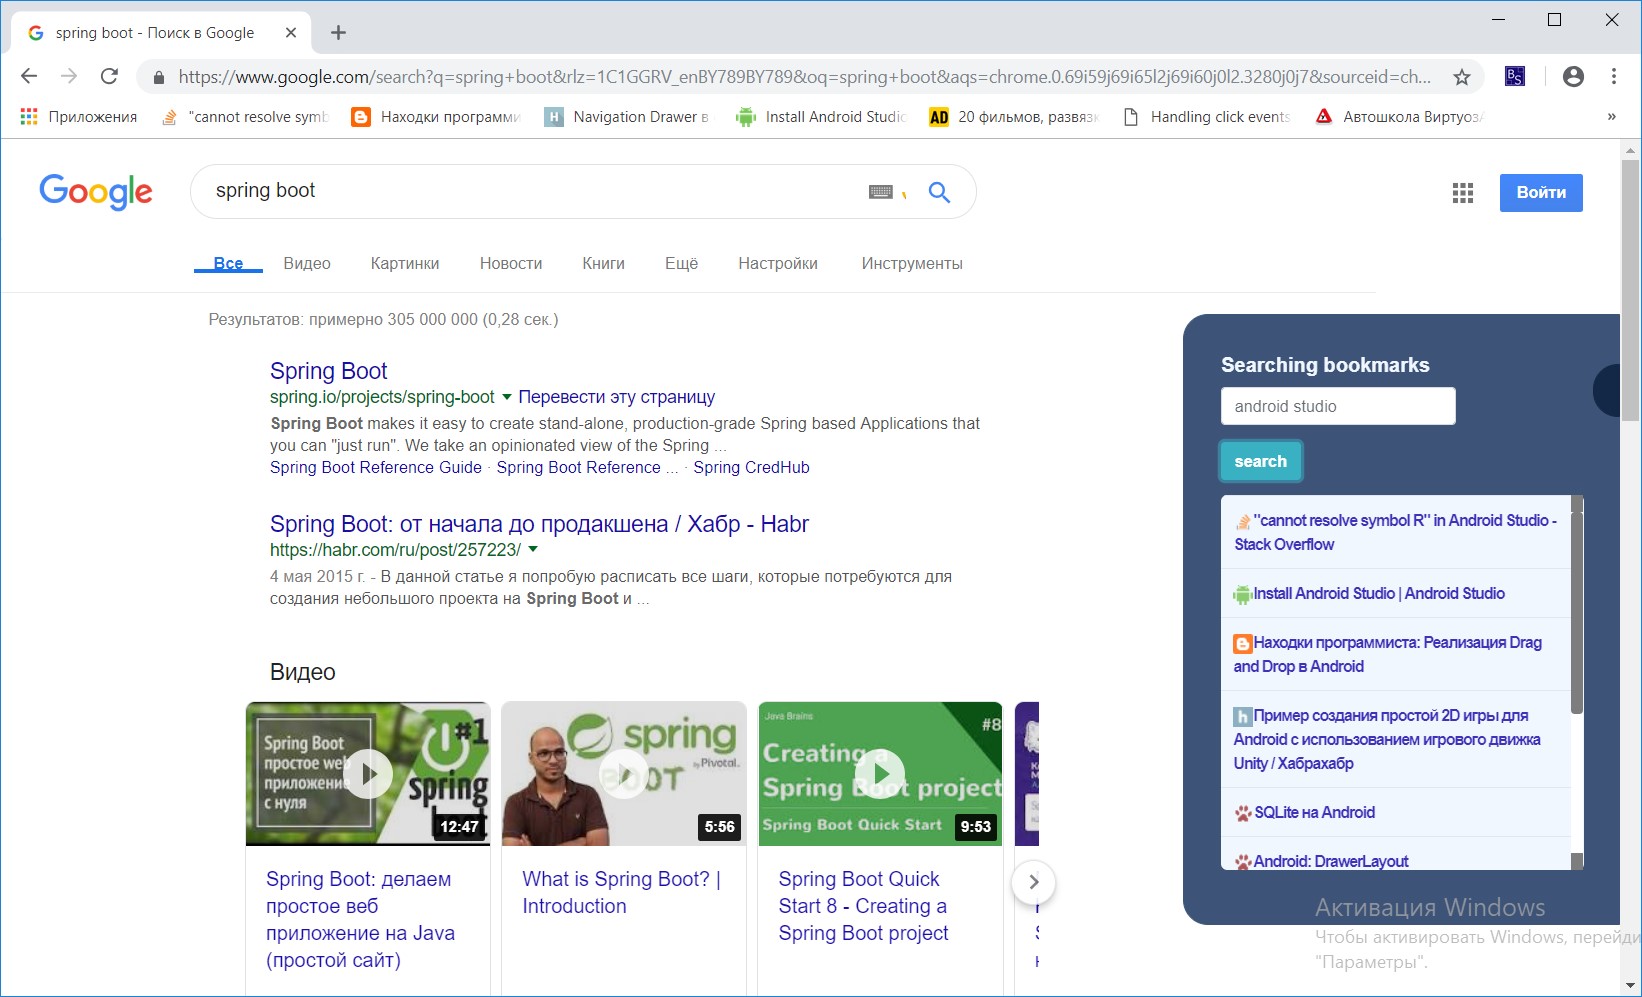 spring boot - Поиск в Google
https://www.google.com/search?q=spring+boot&rlz=1C1GGRV_enBY789BY789&oq=spring+boot&aqs=chrome.0.69i59j69i65l2j69i60j0l2.3280j0j7&sourceid=ch...
BS
Приложения
"cannot resolve symb
Находки программи
Navigation Drawer в
Install Android Studio
AD
20 фильмов, развязк
Handling click events
Автошкола Виртуоз
»
Google
spring boot
Войти
Все
Видео
Картинки
Новости
Книги
Ещё
Настройки
Инструменты
Результатов: примерно 305 000 000 (0,28 сек.)
Spring Boot
spring.io/projects/spring-boot Перевести эту страницу
Spring Boot makes it easy to create stand-alone, production-grade Spring based Applications that
you can "just run". We take an opinionated view of the Spring ...
Spring Boot Reference Guide · Spring Boot Reference ... · Spring CredHub
Spring Boot: от начала до продакшена / Хабр - Habr
https://habr.com/ru/post/257223/
4 мая 2015 г. - В данной статье я попробую расписать все шаги, которые потребуются для
создания небольшого проекта на Spring Boot и ...
Видео
Spring Boot
простое web
приложение
с нуля
#1
spring
boot
12:47
spring
by Pivotal.
BOOT
5:56
Java Brains
#8
Creating a
Spring Boot project
Spring Boot Quick Start
9:53
Spring Boot: делаем
простое веб
приложение на Java
(простой сайт)
What is Spring Boot? |
Introduction
Spring Boot Quick
Start 8 - Creating a
Spring Boot project
Searching bookmarks
android studio
search
"cannot resolve symbol R" in Android Studio -
Stack Overflow
Install Android Studio | Android Studio
Находки программиста: Реализация Drag
and Drop в Android
Пример создания простой 2D игры для
Android с использованием игрового движка
Unity / Хабрахабр
SQLite на Android
Android: DrawerLayout
Активация Windows
Чтобы активировать Windows, перейди
"Параметры".